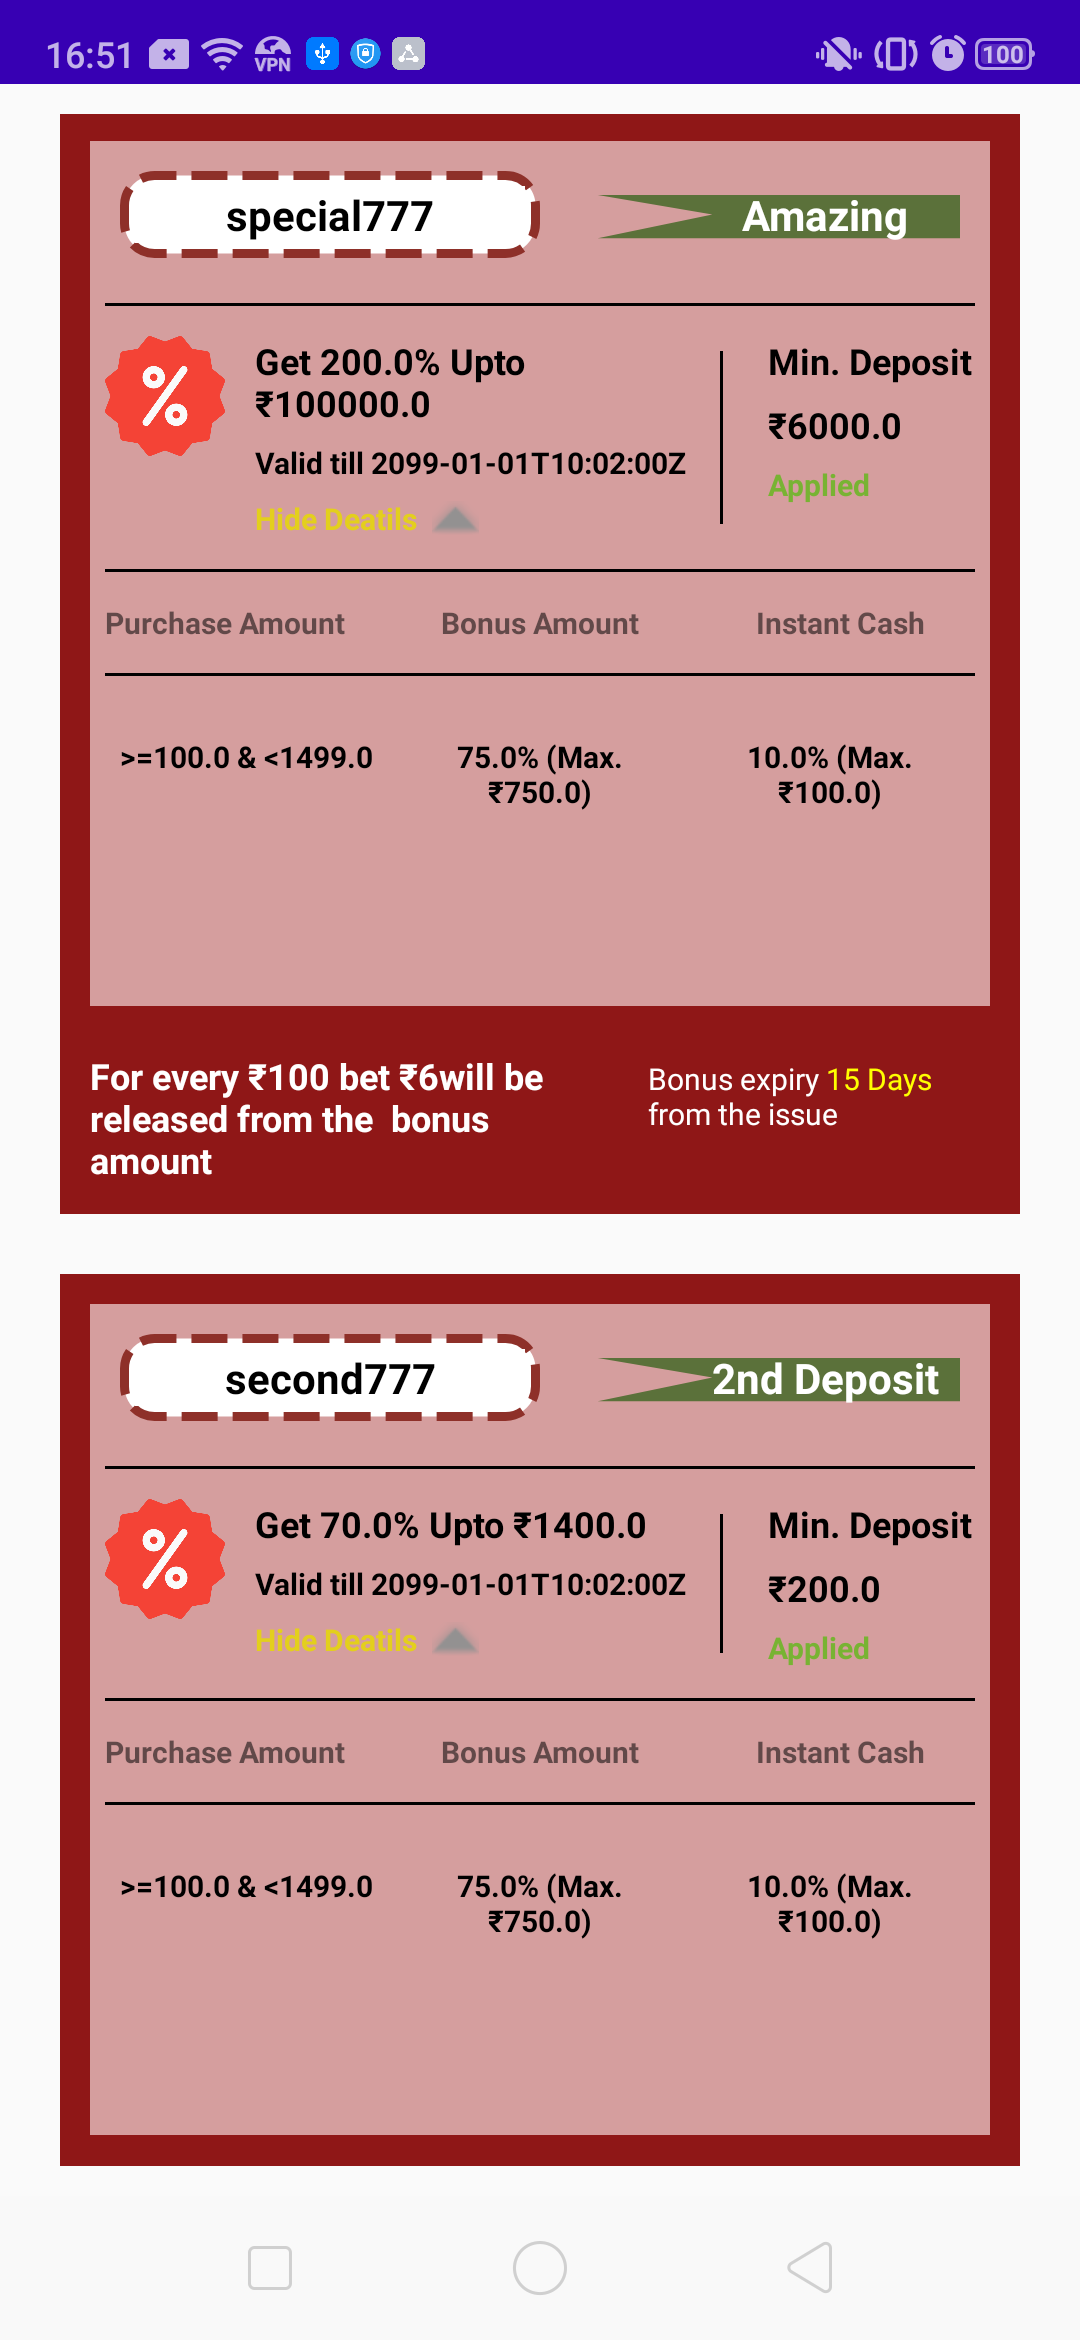 16:51
VPN
100
special777
Amazing
Get 200.0% Upto
₹100000.0
Valid till 2099-01-01T10:02:00Z
Hide Deatils
Min. Deposit
₹6000.0
Applied
Purchase Amount Bonus Amount Instant Cash
>=100.0 & <1499.0 75.0% (Max. 10.0% (Max.
₹750.0) ₹100.0)
For every ₹100 bet ₹6will be
released from the  bonus
amount
Bonus expiry 15 Days
from the issue
second777
2nd Deposit
Get 70.0% Upto ₹1400.0
Valid till 2099-01-01T10:02:00Z
Hide Deatils
Min. Deposit
₹200.0
Applied
Purchase Amount Bonus Amount Instant Cash
>=100.0 & <1499.0 75.0% (Max. 10.0% (Max.
₹750.0) ₹100.0)